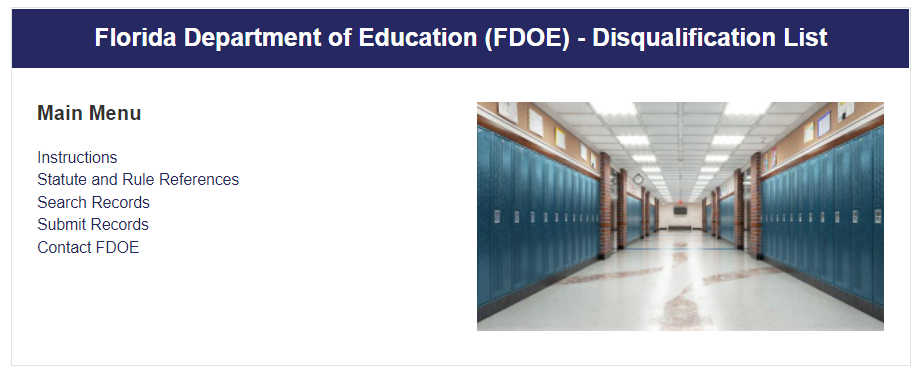 Florida Department of Education (FDOE) - Disqualification List
Main Menu
Instructions
Statute and Rule References
Search Records
Submit Records
Contact FDOE